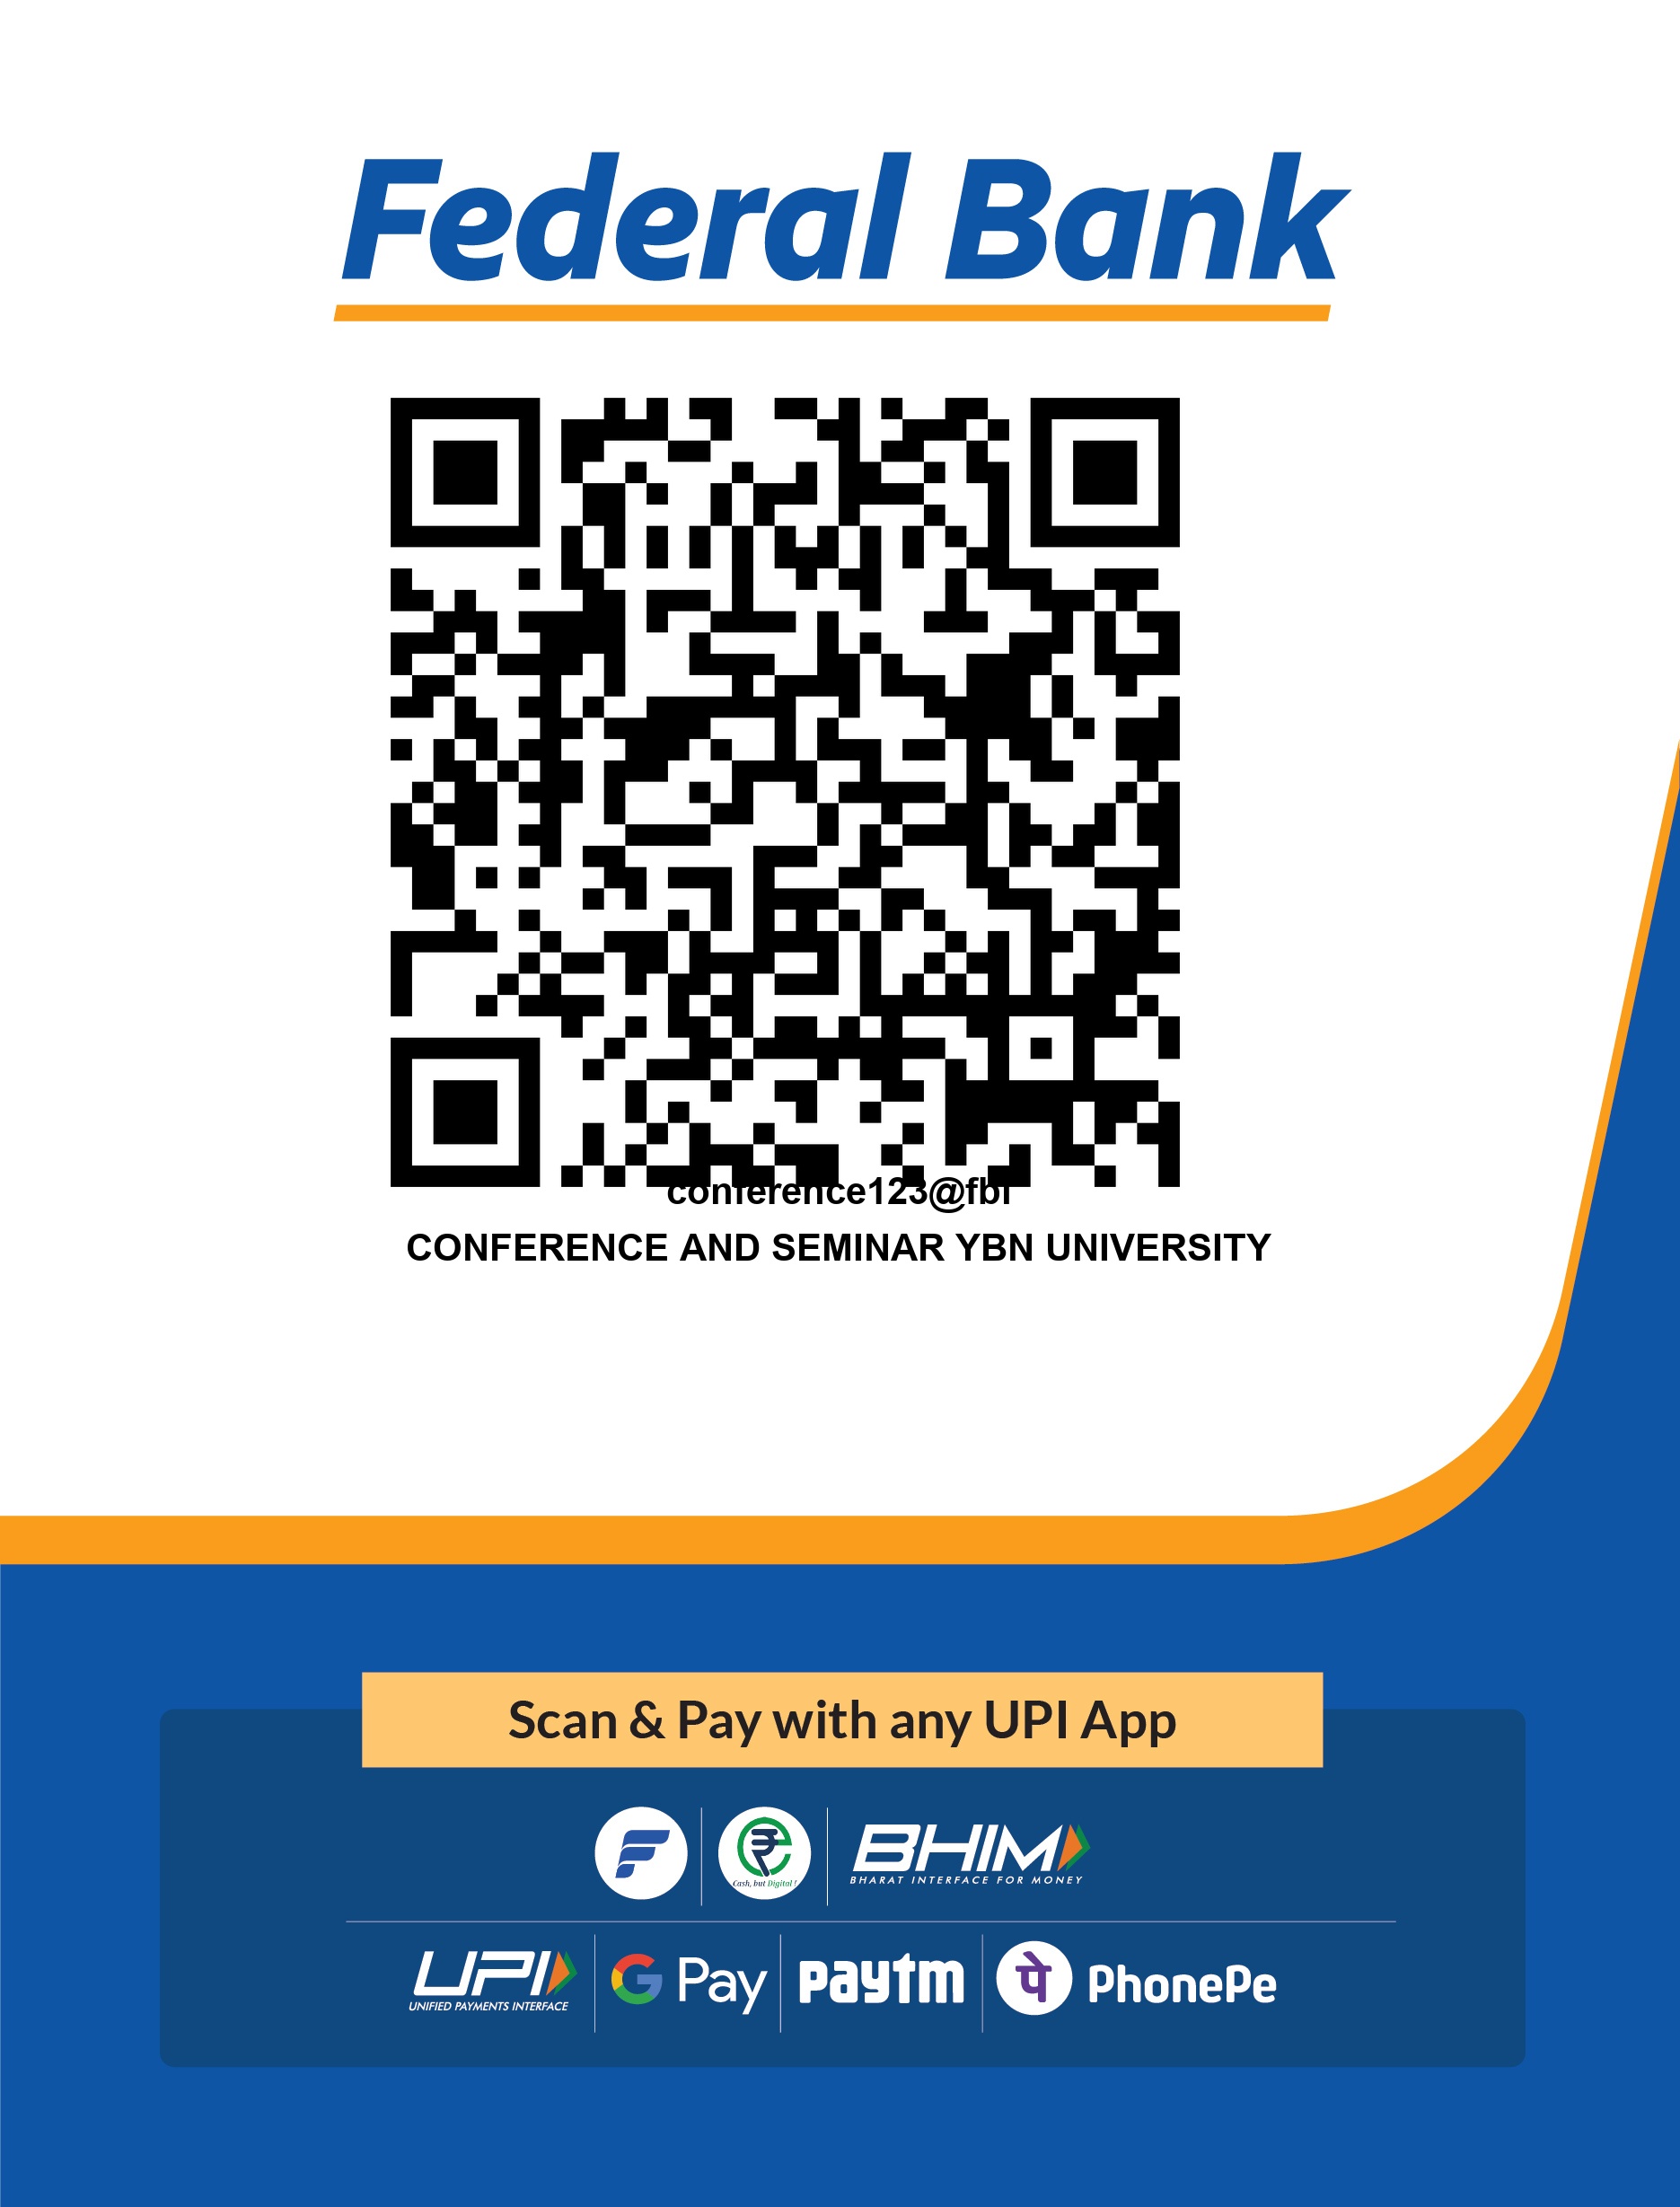 Federal Bank
conference123@fbl
CONFERENCE AND SEMINAR YBN UNIVERSITY
Scan & Pay with any UPI App
Cash, but Digital !
BHIM
BHARAT INTERFACE FOR MONEY
UPI
UNIFIED PAYMENTS INTERFACE
G Pay
paytm
पे PhonePe